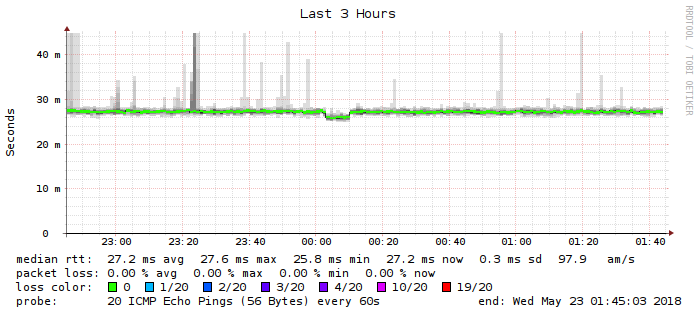 Last 3 Hours
RRDTOOL / TOBI OETIKER
Seconds
40 m
30 m
20 m
10 m
0
23:00 23:20 23:40 00:00 00:20 00:40 01:00 01:20 01:40
median rtt: 27.2 ms avg 27.6 ms max 25.8 ms min 27.2 ms now 0.3 ms sd 97.9 am/s
packet loss: 0.00 % avg 0.00 % max 0.00 % min 0.00 % now
loss color: 0 1/20 2/20 3/20 4/20 10/20 19/20
probe: 20 ICMP Echo Pings (56 Bytes) every 60s end: Wed May 23 01:45:03 2018